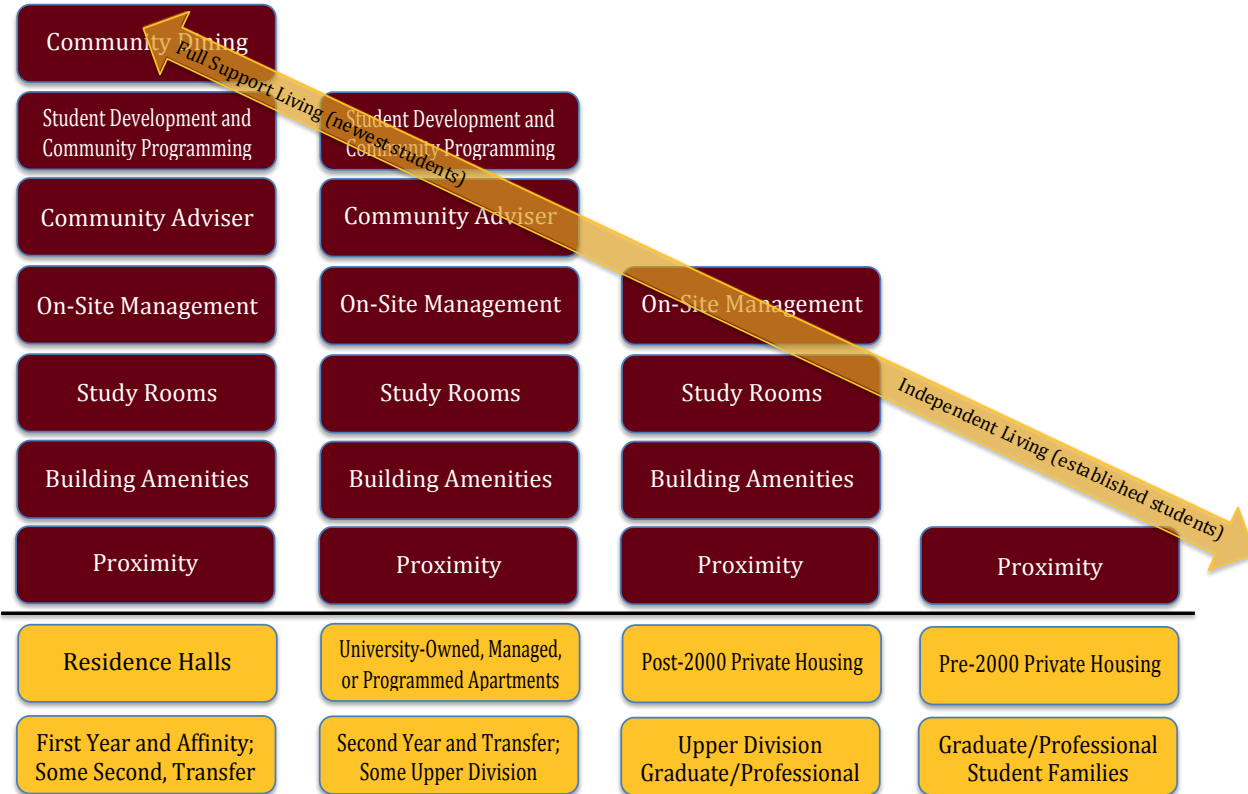 Community Dining
Full Support Living (newest students)
Student Development and
Community Programming
Student Development and
Community Programming
Community Adviser
Community Adviser
On-Site Management
On-Site Management
On-Site Management
Study Rooms
Study Rooms
Study Rooms
Independent Living (established students)
Building Amenities
Building Amenities
Building Amenities
Proximity
Proximity
Proximity
Proximity
Residence Halls
University-Owned, Managed,
or Programmed Apartments
Post-2000 Private Housing
Pre-2000 Private Housing
First Year and Affinity;
Some Second, Transfer
Second Year and Transfer;
Some Upper Division
Upper Division
Graduate/Professional
Graduate/Professional
Student Families